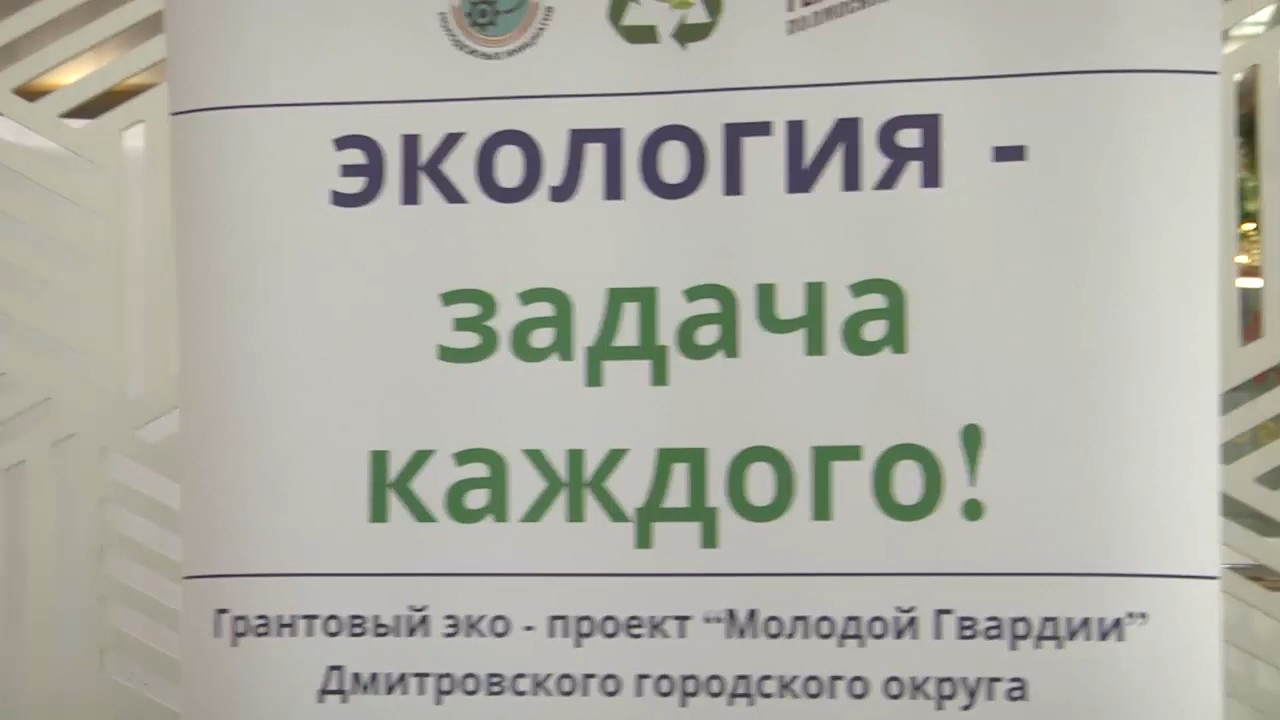 экология -
задача
каждого!
Грантовый эко - проект “Молодой Гвардии”
Дмитровского городского округа